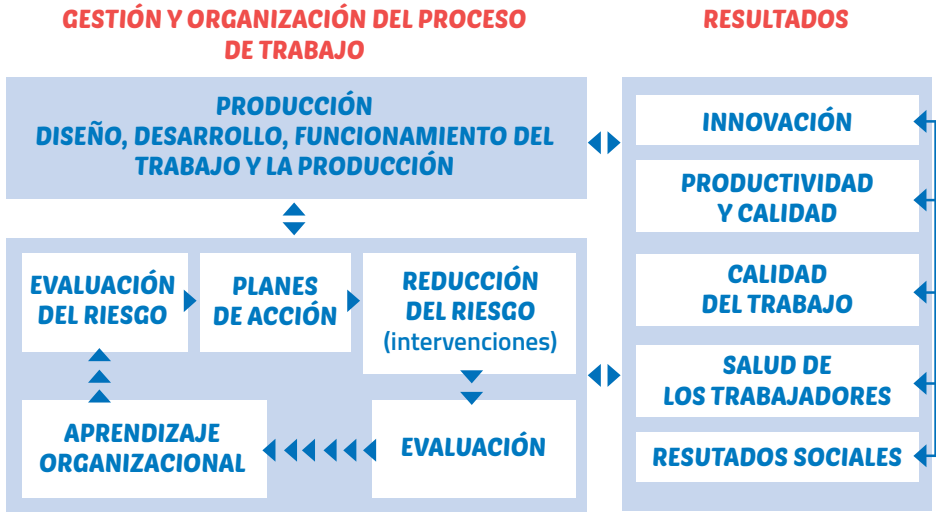 GESTIÓN Y ORGANIZACIÓN DEL PROCESO
DE TRABAJO
RESULTADOS
PRODUCCIÓN
DISEÑO, DESARROLLO, FUNCIONAMIENTO DEL
TRABAJO Y LA PRODUCCIÓN
EVALUACIÓN
DEL RIESGO
PLANES
DE ACCIÓN
REDUCCIÓN
DEL RIESGO
(intervenciones)
APRENDIZAJE
ORGANIZACIONAL
EVALUACIÓN
INNOVACIÓN
PRODUCTIVIDAD
Y CALIDAD
CALIDAD
DEL TRABAJO
SALUD DE
LOS TRABAJADORES
RESUTADOS SOCIALES